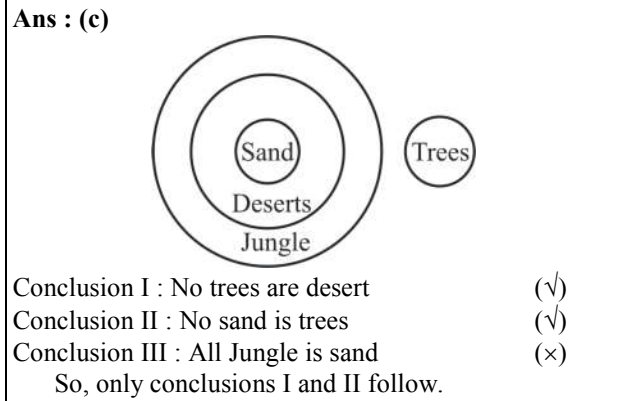 Ans : (c)
Sand
Trees
Deserts
Jungle
Conclusion I : No trees are desert (√)
Conclusion II : No sand is trees (√)
Conclusion III : All Jungle is sand (×)
So, only conclusions I and II follow.